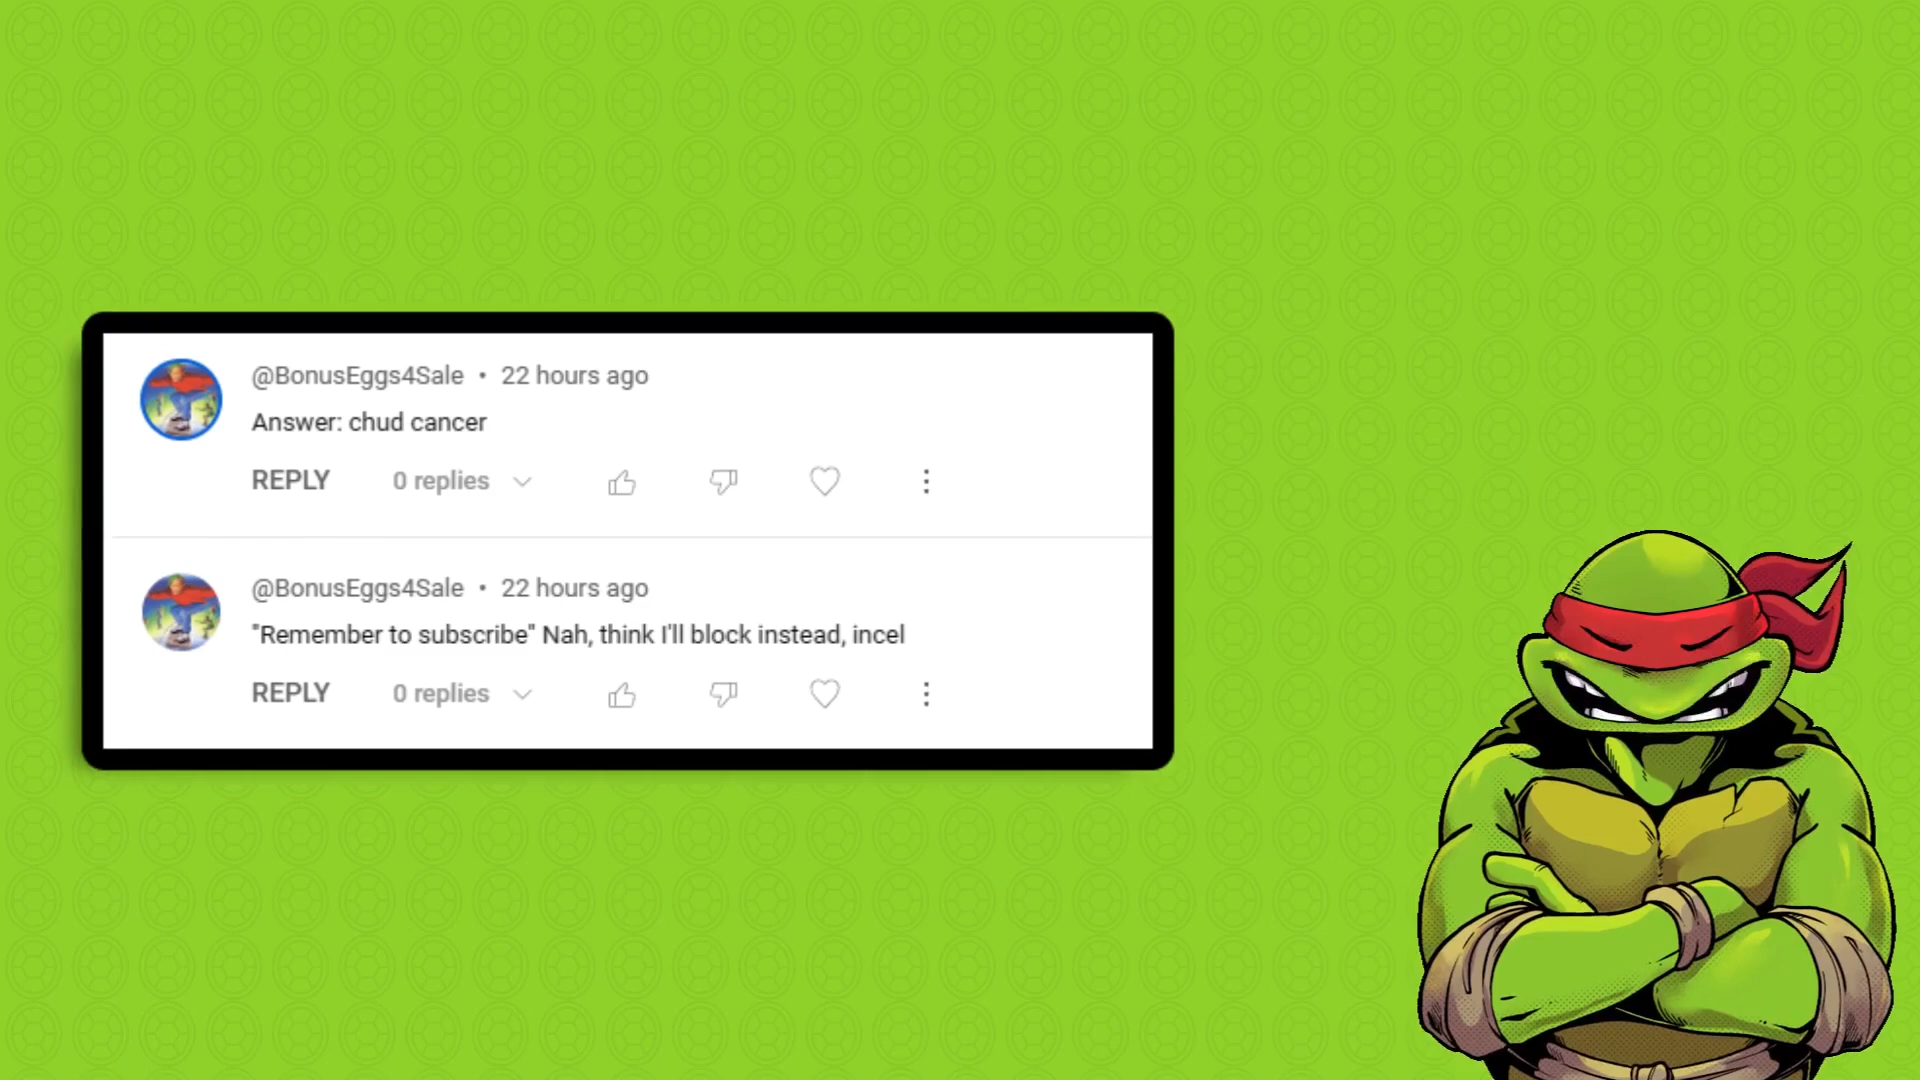 @BonusEggs4Sale • 22 hours ago
Answer: chud cancer
REPLY 0 replies
@BonusEggs4Sale • 22 hours ago
"Remember to subscribe" Nah, think I'll block instead, incel
REPLY 0 replies